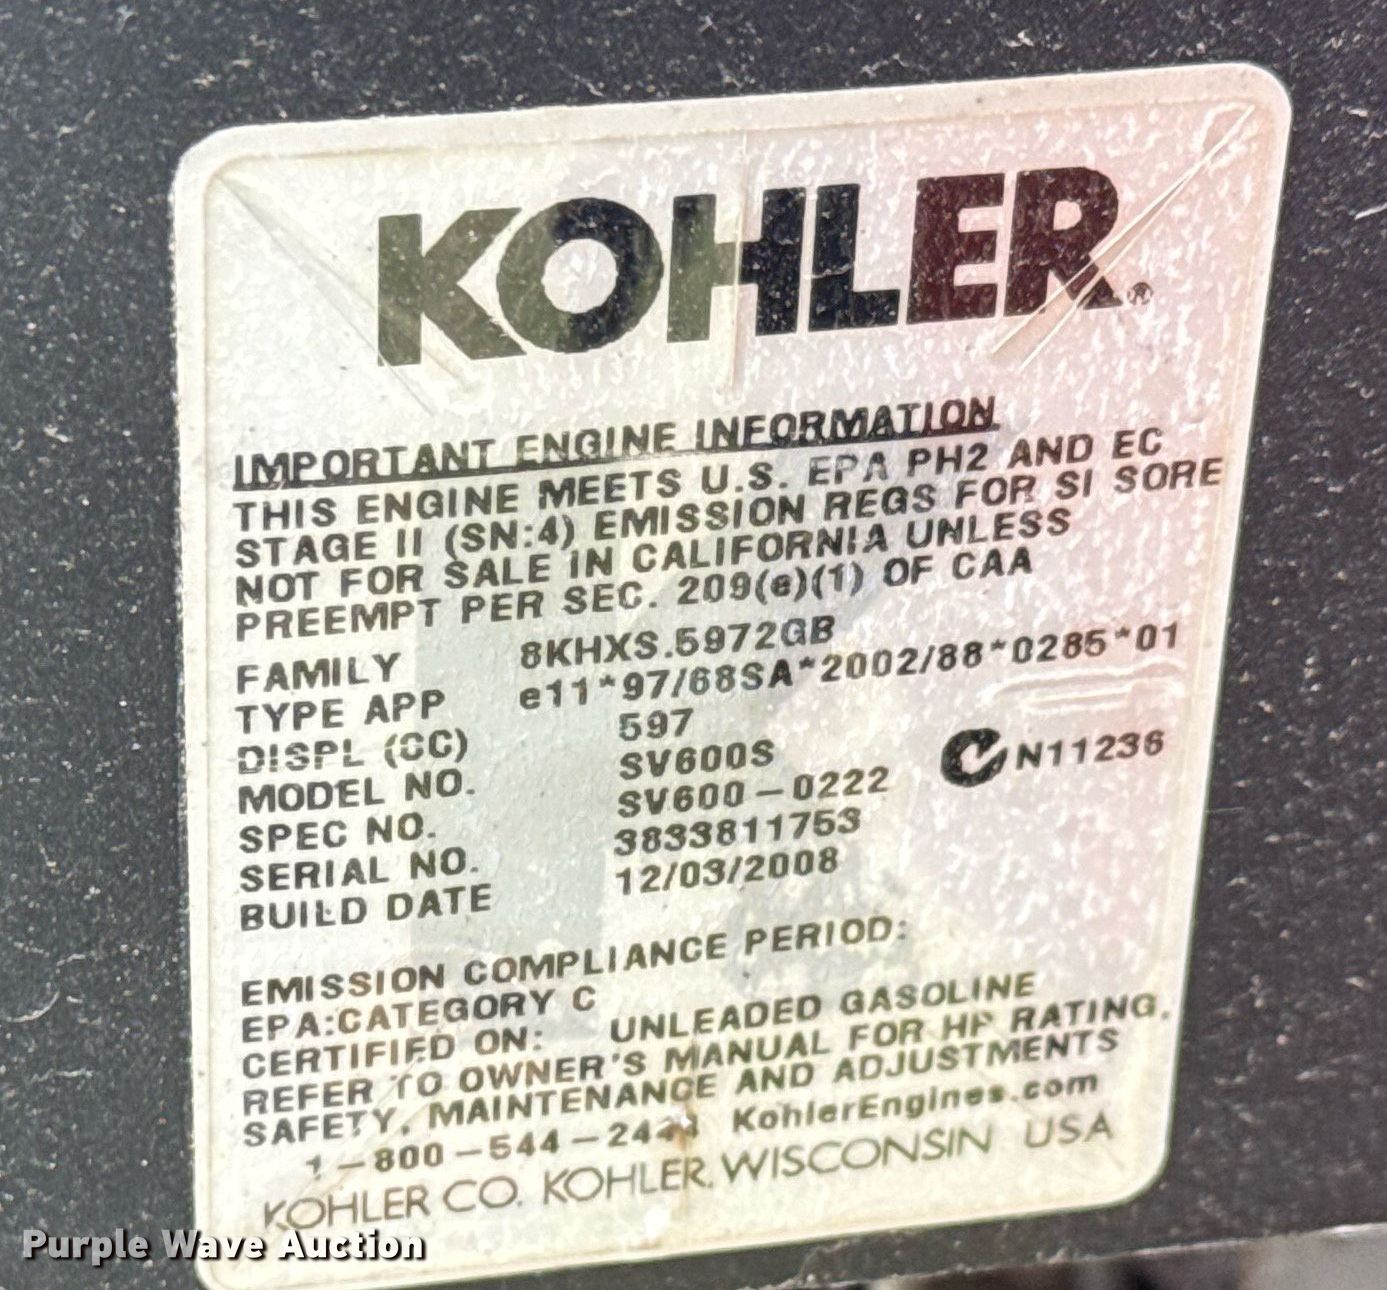 KOHLER®
IMPORTANT ENGINE INFORMATION
THIS ENGINE MEETS U.S. EPA PH2 AND EC
STAGE II (SN:4) EMISSION REGS FOR SI SORE
NOT FOR SALE IN CALIFORNIA UNLESS
PREEMPT PER SEC. 209(e)(1) OF CAA
FAMILY 8KHXS.5972GB
TYPE APP e11*97/68SA*2002/88*0285*01
DISPL (CC) 597
MODEL NO. SV600S
SPEC NO. SV600-0222
SERIAL NO. 3833811753
BUILD DATE 12/03/2008
N11236
EMISSION COMPLIANCE PERIOD:
EPA:CATEGORY C
CERTIFIED ON: UNLEADED GASOLINE
REFER TO OWNER'S MANUAL FOR HP RATING,
SAFETY, MAINTENANCE AND ADJUSTMENTS
1-800-544-2444 KohlerEngines.com
KOHLER CO. KOHLER, WISCONSIN USA
Purple Wave Auction